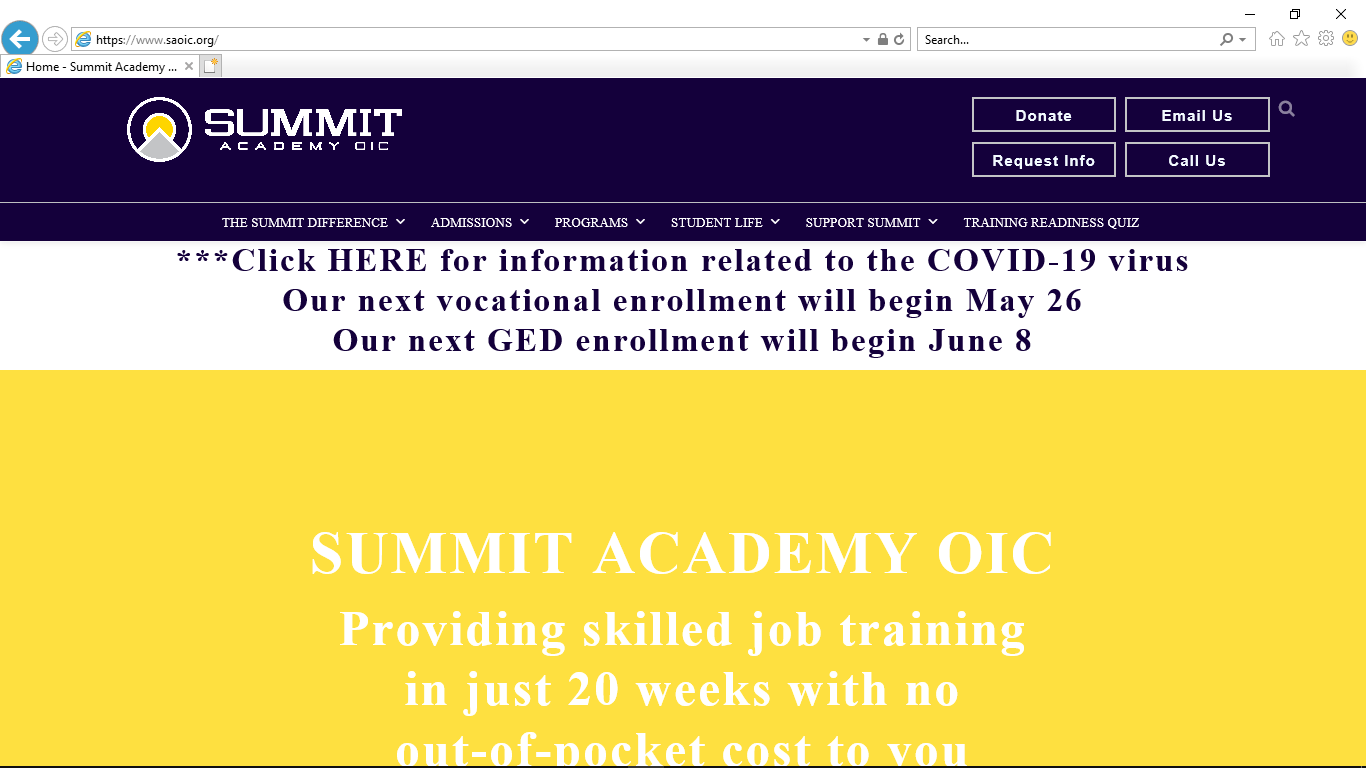 https://www.saoic.org/
Search...
Home - Summit Academy ...
SUMMIT
ACADEMY OIC
Donate
Email Us
Request Info
Call Us
THE SUMMIT DIFFERENCE
ADMISSIONS
PROGRAMS
STUDENT LIFE
SUPPORT SUMMIT
TRAINING READINESS QUIZ
***Click HERE for information related to the COVID-19 virus
Our next vocational enrollment will begin May 26
Our next GED enrollment will begin June 8
SUMMIT ACADEMY OIC
Providing skilled job training
in just 20 weeks with no
out-of-pocket cost to you